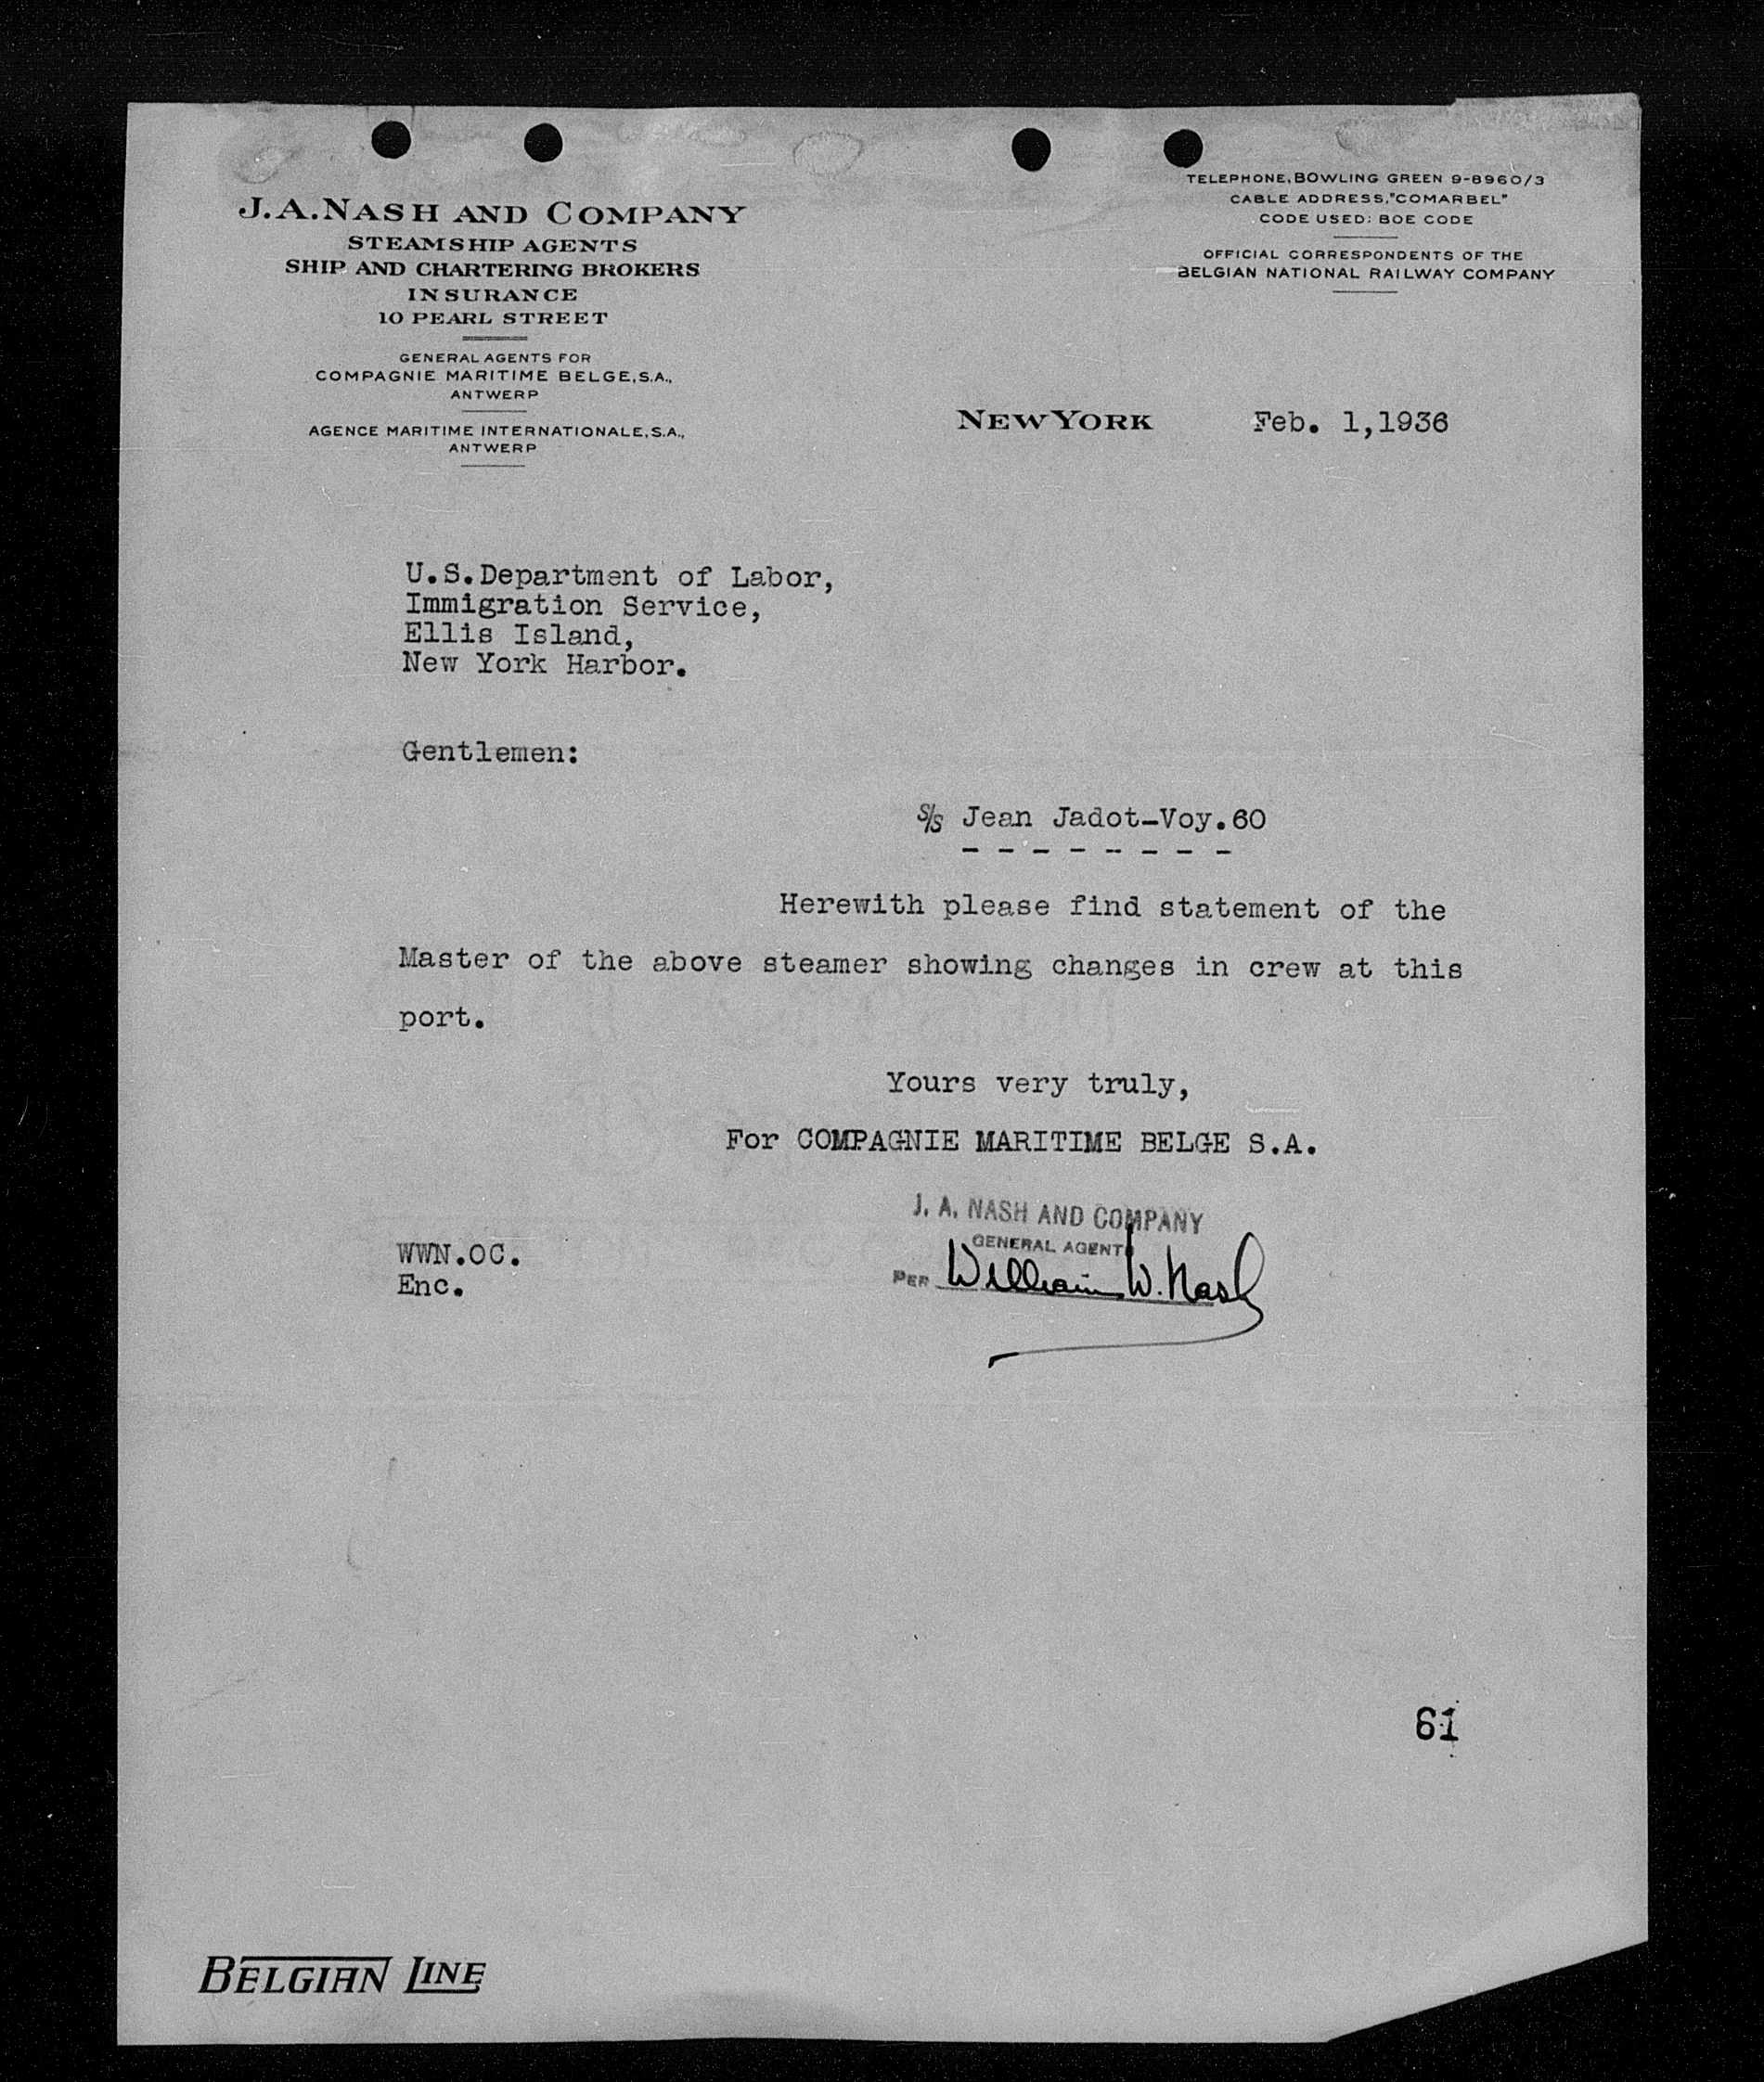 J.A.NASH AND COMPANY
STEAMSHIP AGENTS
SHIP AND CHARTERING BROKERS
INSURANCE
10 PEARL STREET
GENERAL AGENTS FOR
COMPAGNIE MARITIME BELGE,S.A.,
ANTWERP
AGENCE MARITIME INTERNATIONALE,S.A.,
ANTWERP
TELEPHONE,BOWLING GREEN 9-8960/3
CABLE ADDRESS,"COMARBEL"
CODE USED: BOE CODE
OFFICIAL CORRESPONDENTS OF THE
BELGIAN NATIONAL RAILWAY COMPANY
NEW YORK Feb. 1,1936
U.S.Department of Labor,
Immigration Service,
Ellis Island,
New York Harbor.
Gentlemen:
S/S Jean Jadot-Voy.60
- - - - - - - -
Herewith please find statement of the
Master of the above steamer showing changes in crew at this
port.
Yours very truly,
For COMPAGNIE MARITIME BELGE S.A.
J. A. NASH AND COMPANY
GENERAL AGENTS
PER William W. Nash
WWN.OC.
Enc.
61
BELGIAN LINE